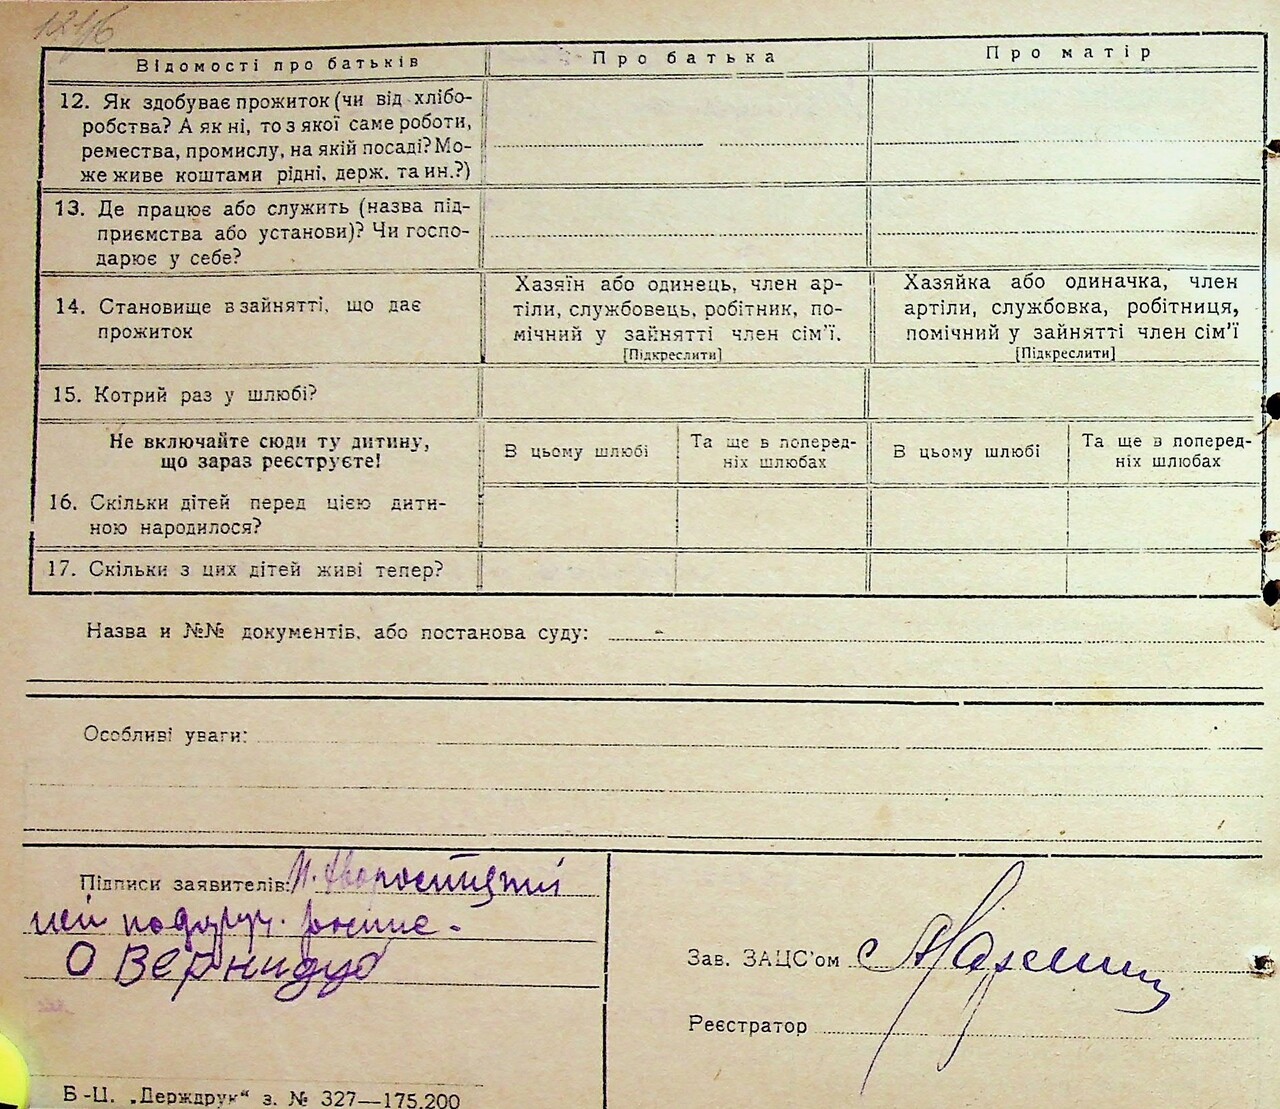 Відомості про батьків
Про батька
Про матір
12. Як здобуває прожиток (чи від хлібо-
робства? А як ні, то з якої саме роботи,
ремества, промислу, на якій посаді? Мо-
же живе коштами рідні, держ. та ин.?)
13. Де працює або служить (назва під-
приємства або установи)? Чи госпо-
дарює у себе?
14. Становище в зайнятті, що дає
прожиток
Хазяїн або одинець, член ар-
тіли, службовець, робітник, по-
мічний у зайнятті член сім’ї.
[Підкреслити]
Хазяйка або одиначка, член
артіли, службовка, робітниця,
помічний у зайнятті член сім’ї
[Підкреслити]
15. Котрий раз у шлюбі?
Не включайте сюди ту дитину,
що зараз реєструєте!
В цьому шлюбі
Та ще в поперед-
ніх шлюбах
В цьому шлюбі
Та ще в поперед-
ніх шлюбах
16. Скільки дітей перед цією дити-
ною народилося?
17. Скільки з цих дітей живі тепер?
Назва и №№ документів, або постанова суду:
Особливі уваги:
Підписи заявителів:
О Вернидуб
Зав. ЗАЦС’ом
Реєстратор
Б-Ц. „Держдрук“ з. № 327—175.200